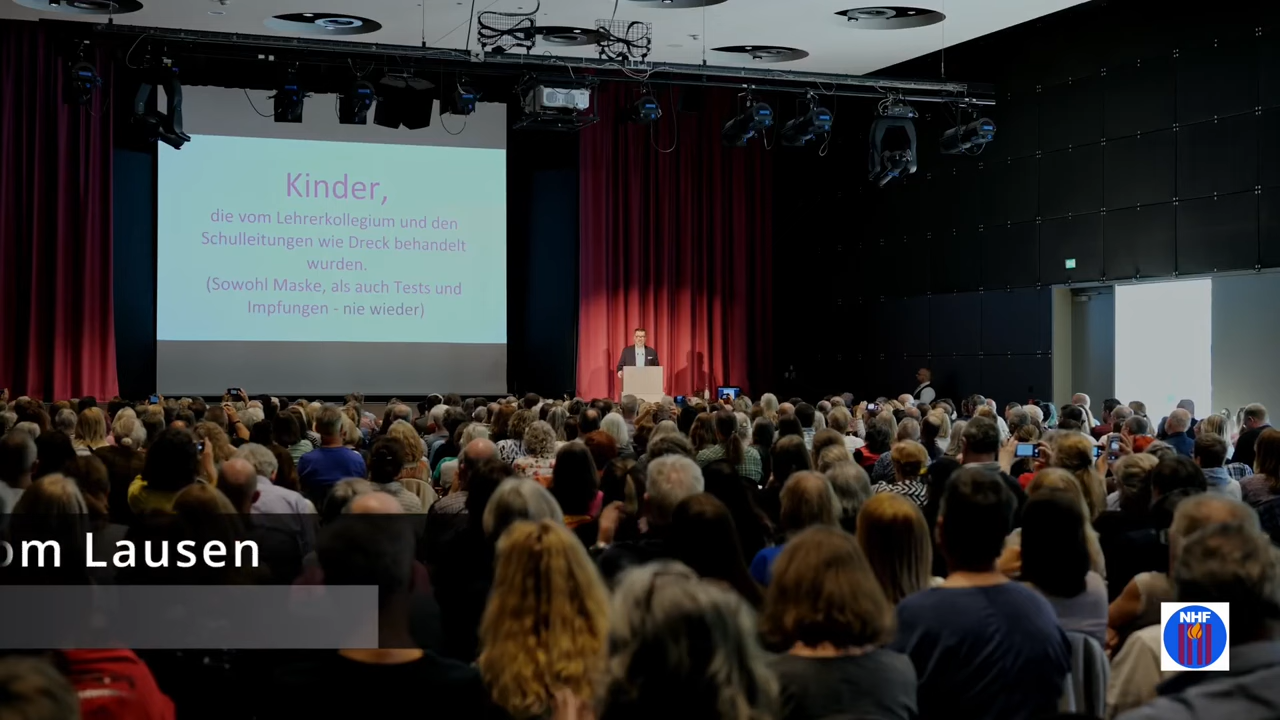 Kinder,
die vom Lehrerkollegium und den
Schulleitungen wie Dreck behandelt
wurden.
(Sowohl Maske, als auch Tests und
Impfungen - nie wieder)
om Lausen
NHF